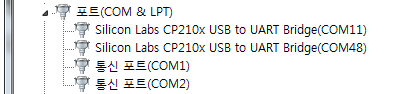 포트(COM & LPT)
Silicon Labs CP210x USB to UART Bridge(COM11)
Silicon Labs CP210x USB to UART Bridge(COM48)
통신 포트(COM1)
통신 포트(COM2)